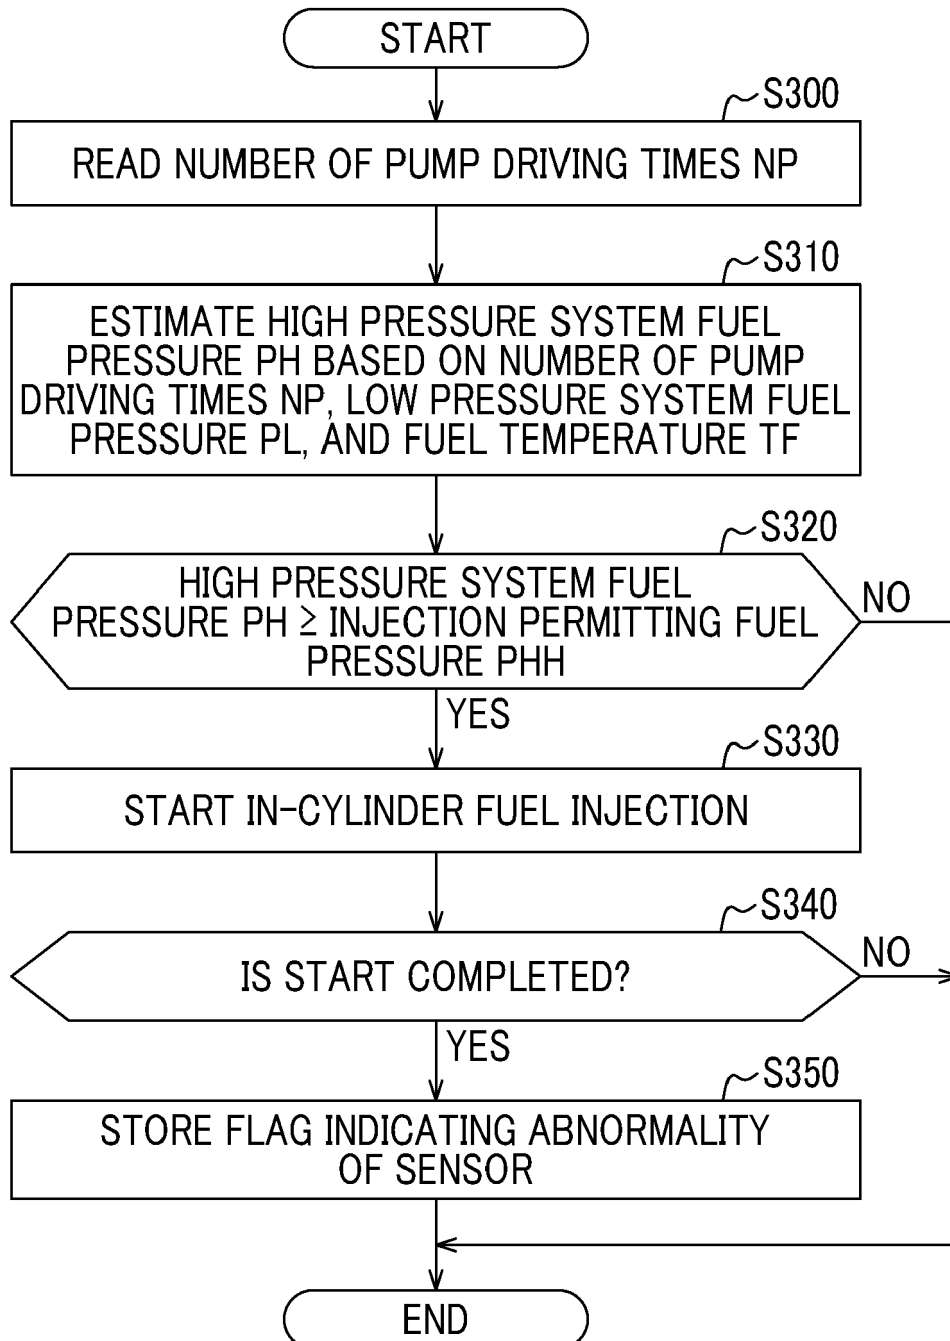 START
S300
READ NUMBER OF PUMP DRIVING TIMES NP
S310
ESTIMATE HIGH PRESSURE SYSTEM FUEL
PRESSURE PH BASED ON NUMBER OF PUMP
DRIVING TIMES NP, LOW PRESSURE SYSTEM FUEL
PRESSURE PL, AND FUEL TEMPERATURE TF
S320
HIGH PRESSURE SYSTEM FUEL
PRESSURE PH ≥ INJECTION PERMITTING FUEL
PRESSURE PHH
NO
YES
S330
START IN-CYLINDER FUEL INJECTION
S340
IS START COMPLETED?
NO
YES
S350
STORE FLAG INDICATING ABNORMALITY
OF SENSOR
END